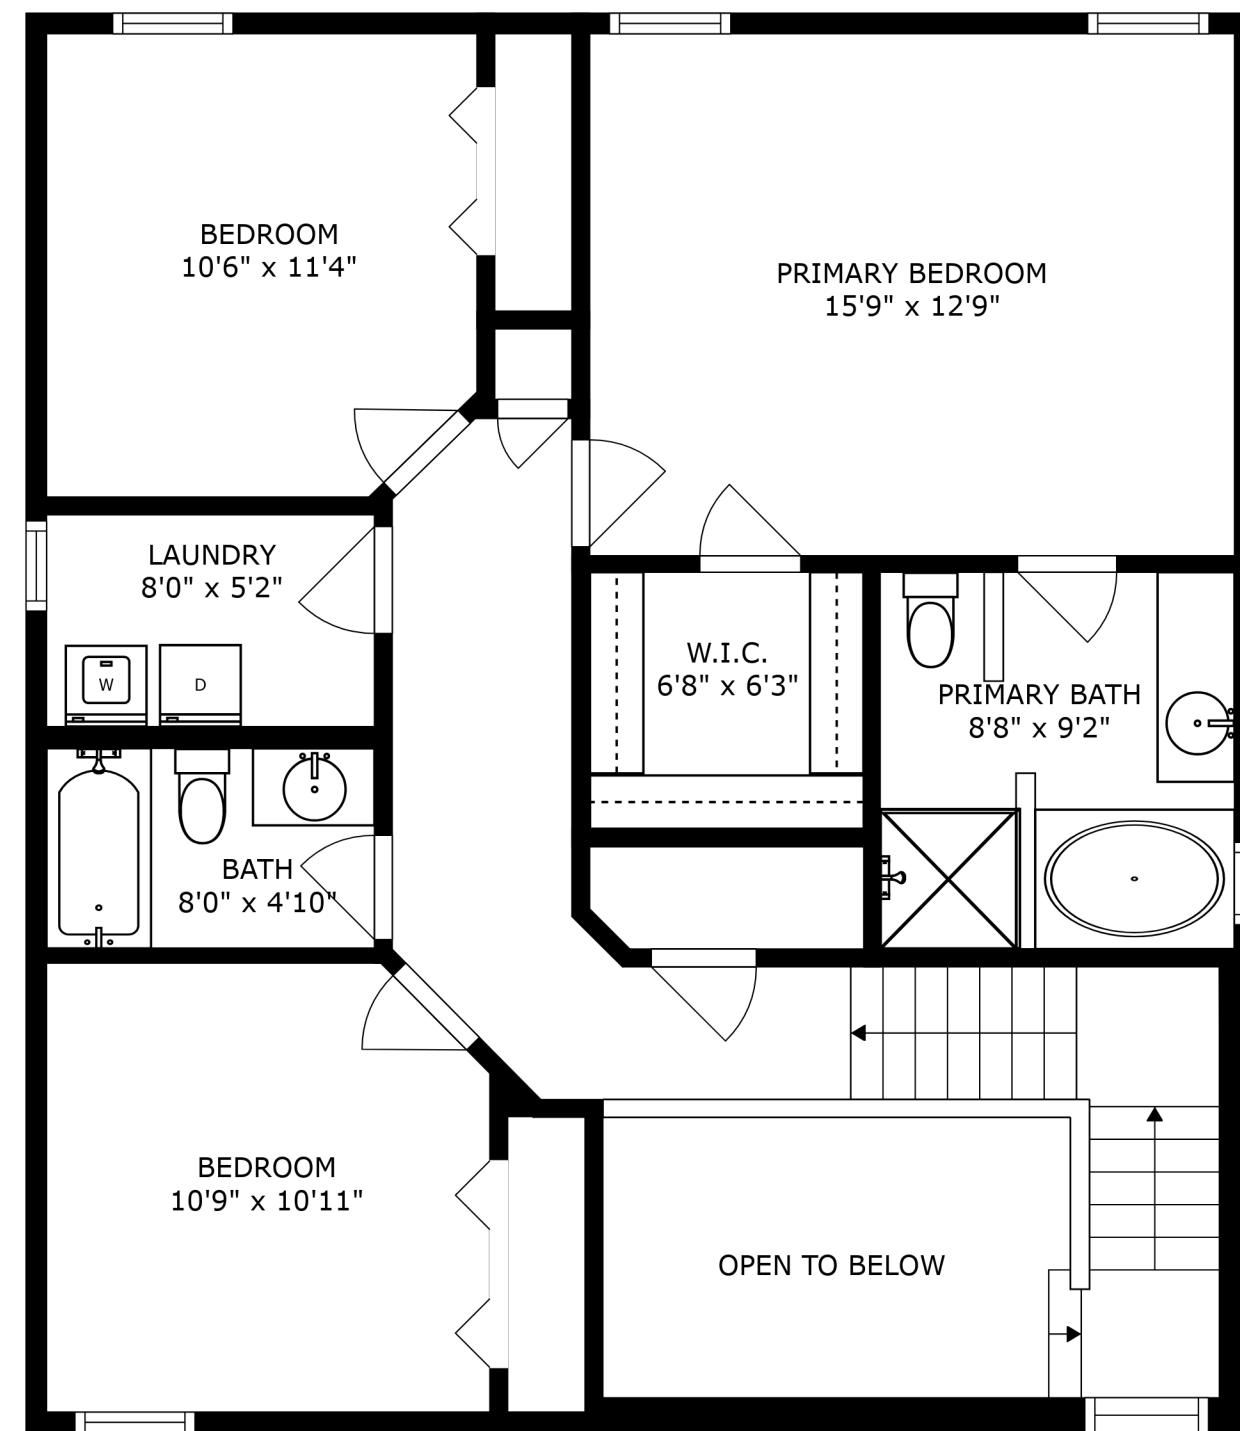 BEDROOM
10'6" x 11'4"
PRIMARY BEDROOM
15'9" x 12'9"
LAUNDRY
8'0" x 5'2"
W
D
W.I.C.
6'8" x 6'3"
PRIMARY BATH
8'8" x 9'2"
BATH
8'0" x 4'10"
BEDROOM
10'9" x 10'11"
OPEN TO BELOW